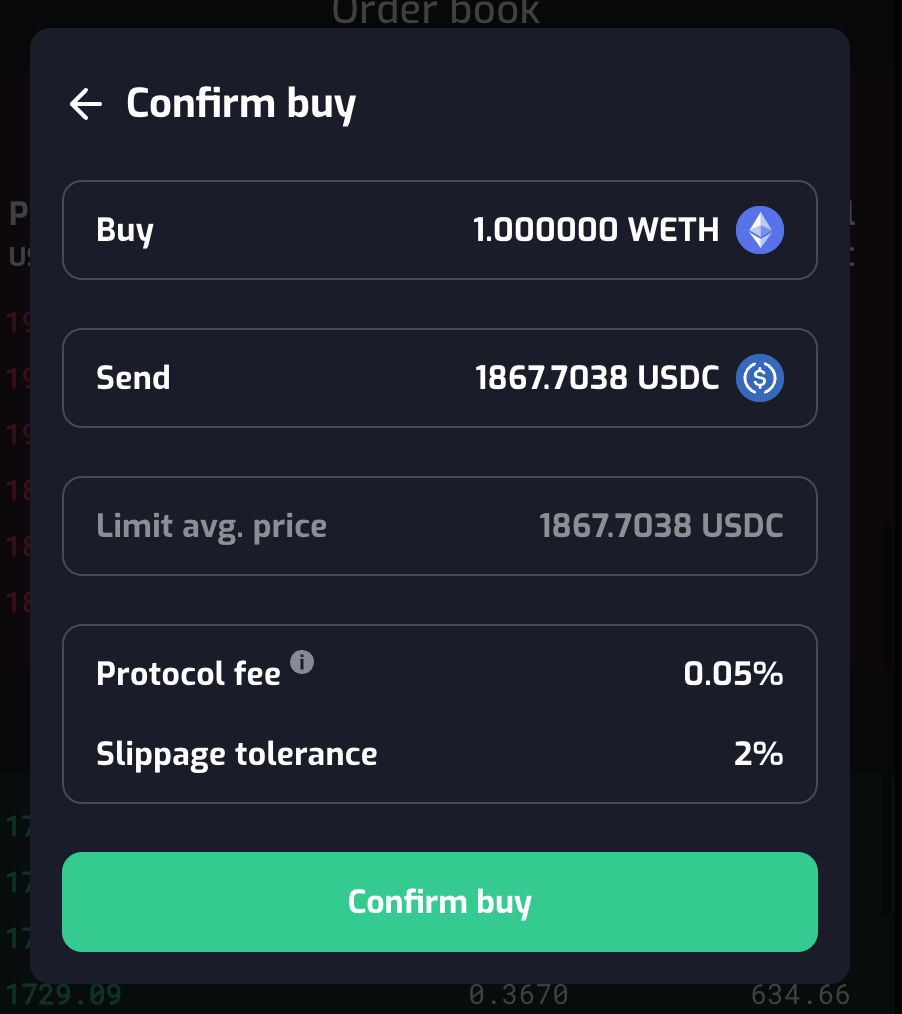 Order book
Confirm buy
Buy 1.000000 WETH
Send 1867.7038 USDC
Limit avg. price 1867.7038 USDC
Protocol fee i 0.05%
Slippage tolerance 2%
Confirm buy
1729.09 0.3670 634.66